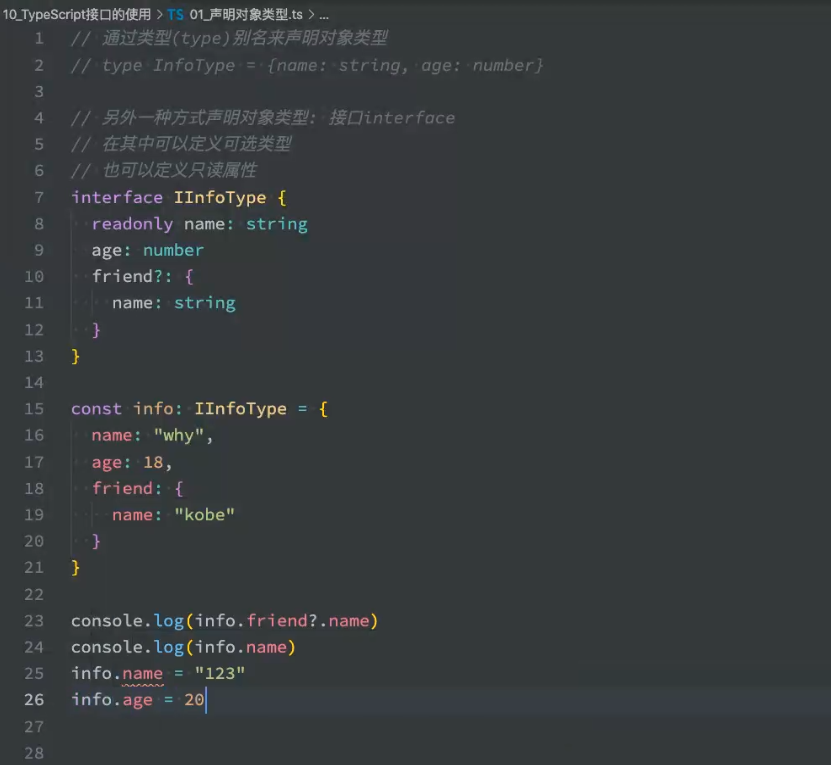 10_TypeScript接口的使用 > TS 01_声明对象类型.ts > ...
1 // 通过类型(type)别名来声明对象类型
2 // type InfoType = {name: string, age: number}
3
4 // 另外一种方式声明对象类型: 接口interface
5 // 在其中可以定义可选类型
6 // 也可以定义只读属性
7 interface IInfoType {
8   readonly name: string
9   age: number
10   friend?: {
11     name: string
12   }
13 }
14
15 const info: IInfoType = {
16   name: "why",
17   age: 18,
18   friend: {
19     name: "kobe"
20   }
21 }
22
23 console.log(info.friend?.name)
24 console.log(info.name)
25 info.name = "123"
26 info.age = 20
27
28